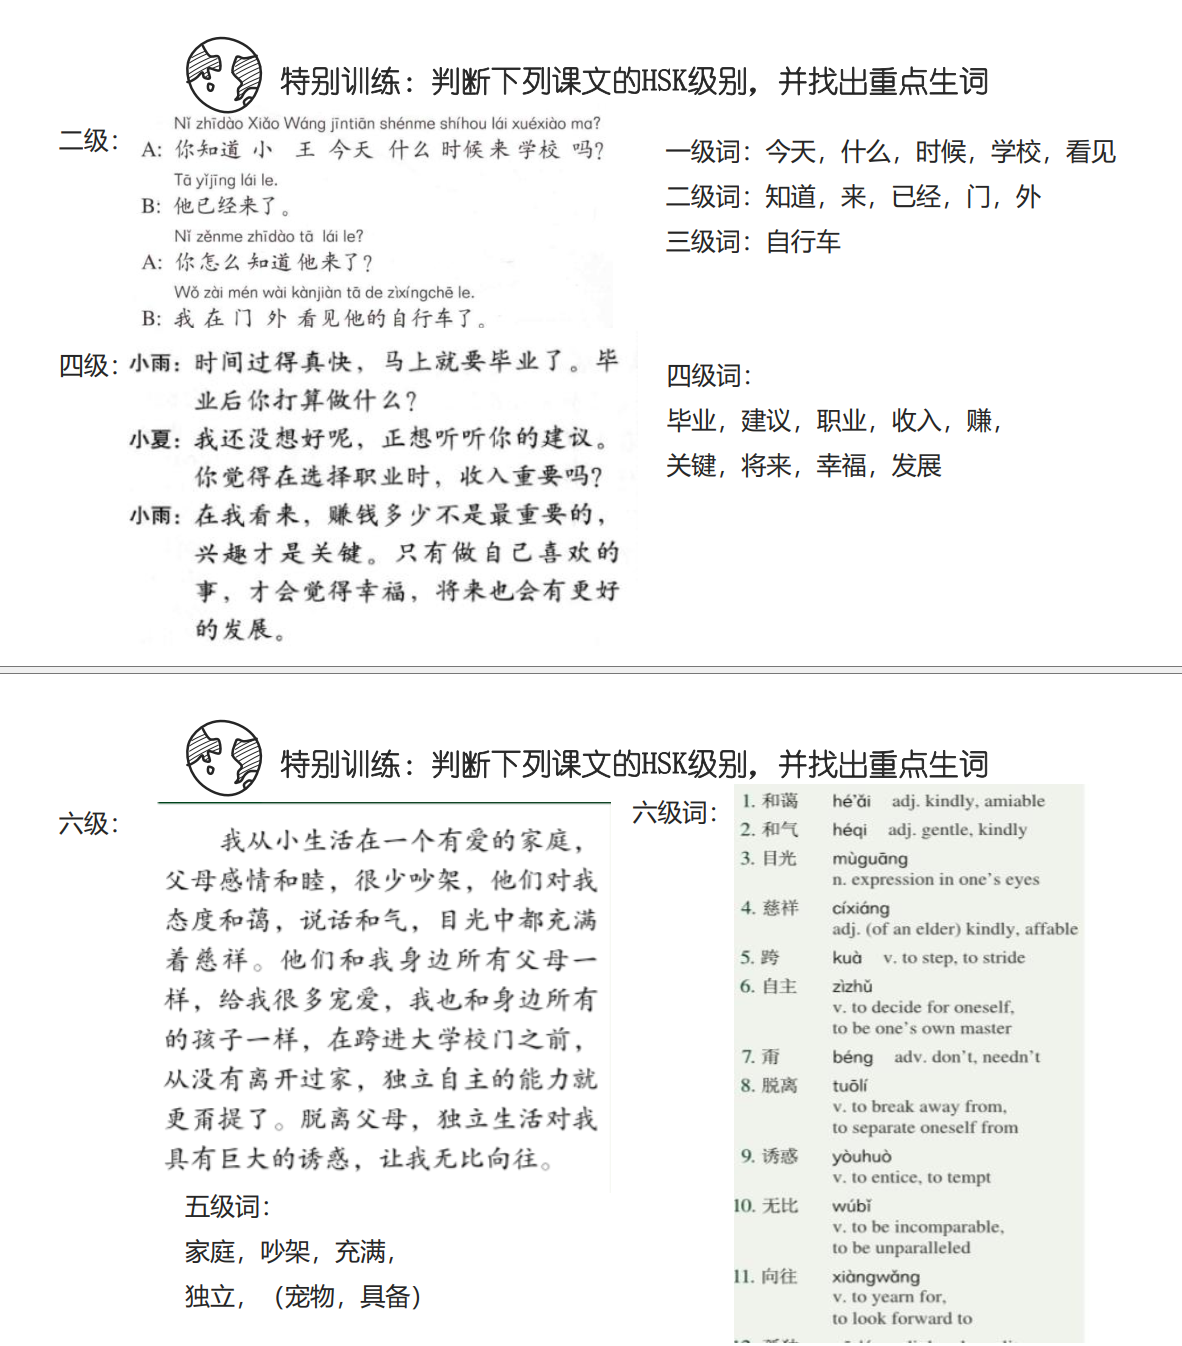 特别训练：判断下列课文的HSK级别，并找出重点生词
二级：
Nǐ zhīdào Xiǎo Wáng jīntiān shénme shíhou lái xuéxiào ma?
A: 你知道 小 王 今天 什么 时候 来 学校 吗?
Tā yǐjīng lái le.
B: 他已经来了。
Nǐ zěnme zhīdào tā lái le?
A: 你怎么知道他来了?
Wǒ zài mén wài kànjiàn tā de zìxíngchē le.
B: 我 在 门 外 看见他的自行车了。
一级词：今天，什么，时候，学校，看见
二级词：知道，来，已经，门，外
三级词：自行车
四级：
小雨：时间过得真快，马上就要毕业了。毕
业后你打算做什么?
小夏：我还没想好呢，正想听听你的建议。
你觉得在选择职业时，收入重要吗?
小雨：在我看来，赚钱多少不是最重要的，
兴趣才是关键。只有做自己喜欢的
事，才会觉得幸福，将来也会有更好
的发展。
四级词：
毕业，建议，职业，收入，赚，
关键，将来，幸福，发展
特别训练：判断下列课文的HSK级别，并找出重点生词
六级：
我从小生活在一个有爱的家庭，
父母感情和睦，很少吵架，他们对我
态度和蔼，说话和气，目光中都充满
着慈祥。他们和我身边所有父母一
样，给我很多宠爱，我也和身边所有
的孩子一样，在跨进大学校门之前，
从没有离开过家，独立自主的能力就
更甭提了。脱离父母，独立生活对我
具有巨大的诱惑，让我无比向往。
五级词：
家庭，吵架，充满，
独立，（宠物，具备）
六级词：
1. 和蔼 hé'ǎi adj. kindly, amiable
2. 和气 héqi adj. gentle, kindly
3. 目光 mùguāng
n. expression in one's eyes
4. 慈祥 cíxiáng
adj. (of an elder) kindly, affable
5. 跨 kuà v. to step, to stride
6. 自主 zìzhǔ
v. to decide for oneself,
to be one's own master
7. 甭 béng adv. don't, needn't
8. 脱离 tuōlí
v. to break away from,
to separate oneself from
9. 诱惑 yòuhuò
v. to entice, to tempt
10. 无比 wúbǐ
v. to be incomparable,
to be unparalleled
11. 向往 xiàngwǎng
v. to yearn for,
to look forward to